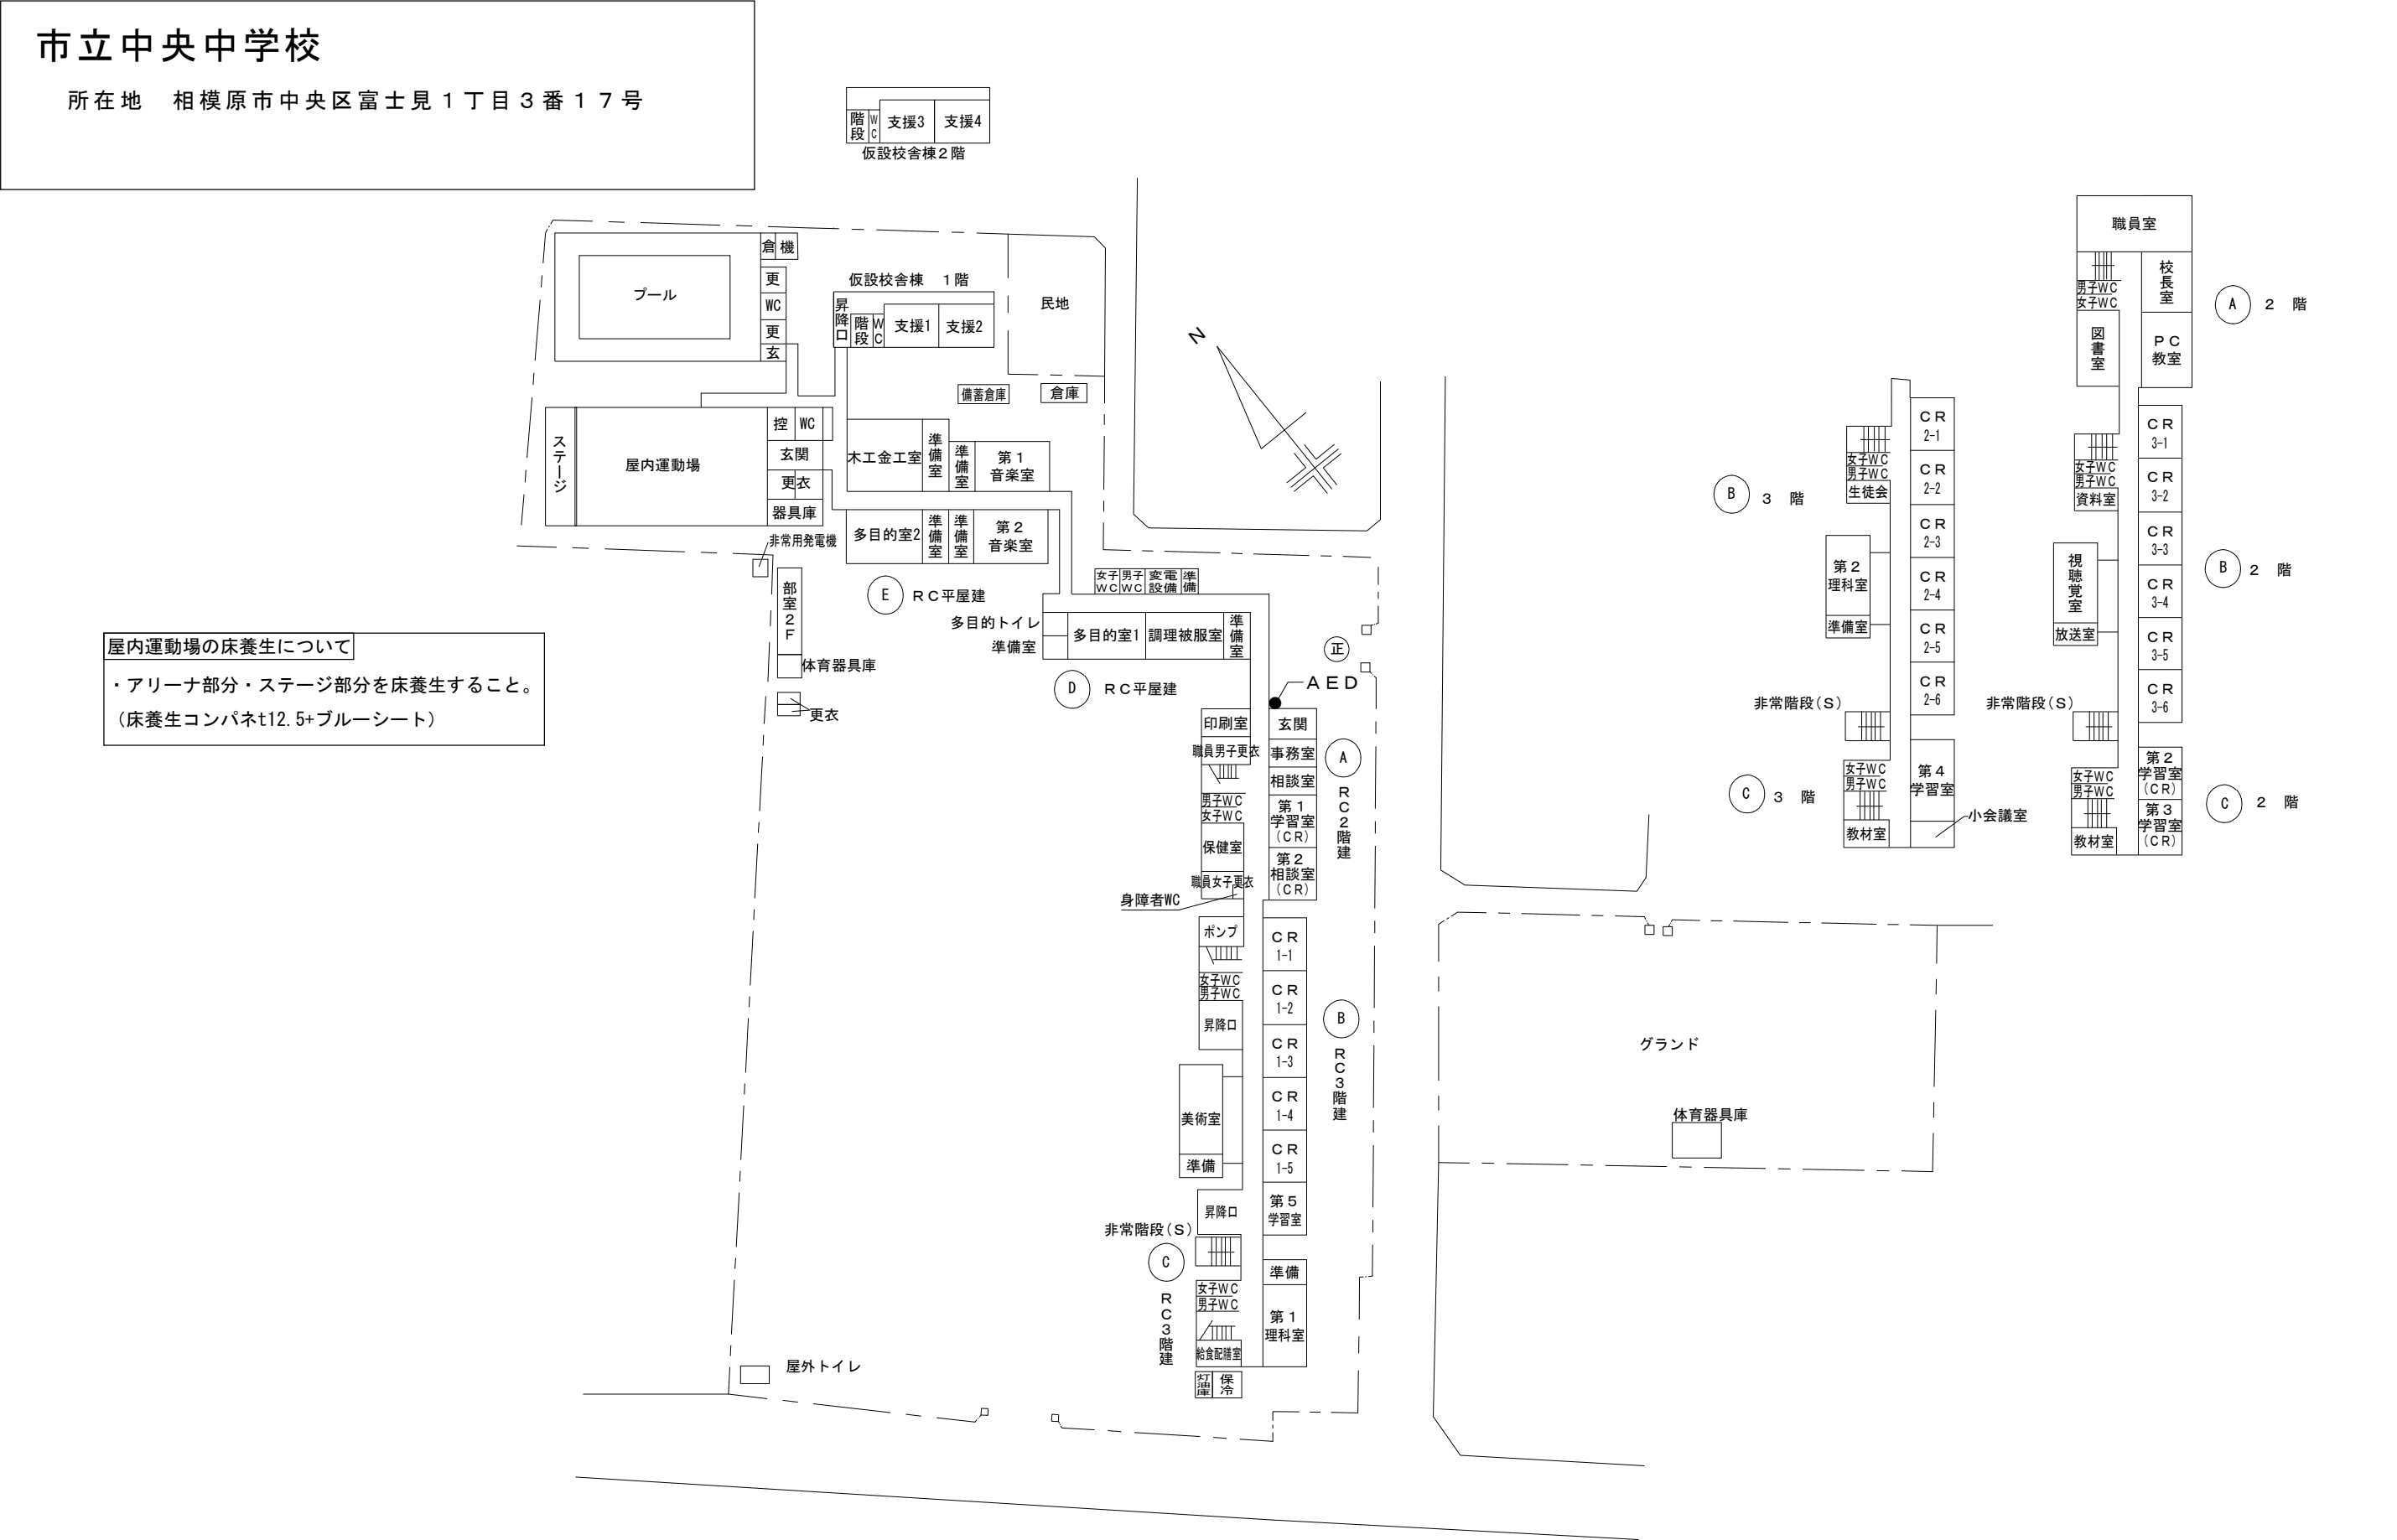 市立中央中学校
所在地　相模原市中央区富士見１丁目３番１７号
階段
WC
支援3
支援4
仮設校舎棟２階
倉
機
更
WC
更
玄
プール
仮設校舎棟　１階
昇降口
階段
WC
支援1
支援2
民地
備蓄倉庫
倉庫
N
ステージ
屋内運動場
控
WC
玄関
更衣
器具庫
木工金工室
準備室
準備室
第１
音楽室
多目的室2
準備室
準備室
第２
音楽室
非常用発電機
部室２F
体育器具庫
更衣
E
ＲＣ平屋建
女子
WC
男子
WC
変電
設備
準備
多目的トイレ
準備室
多目的室1
調理被服室
準備室
D
ＲＣ平屋建
正
ＡＥＤ
屋内運動場の床養生について
・アリーナ部分・ステージ部分を床養生すること。
（床養生コンパネt12.5+ブルーシート）
印刷室
職員男子更衣
男子WC
女子WC
保健室
職員女子更衣
身障者WC
玄関
事務室
相談室
第１
学習室
(CR)
第２
相談室
(CR)
A
ＲＣ２階建
ポンプ
女子WC
男子WC
昇降口
美術室
準備
昇降口
CR
1-1
CR
1-2
CR
1-3
CR
1-4
CR
1-5
第５
学習室
B
ＲＣ３階建
非常階段(S)
C
ＲＣ３階建
女子WC
男子WC
給食配膳室
準備
第１
理科室
灯油庫
保冷
屋外トイレ
グランド
体育器具庫
B
３　階
女子WC
男子WC
生徒会
第２
理科室
準備室
CR
2-1
CR
2-2
CR
2-3
CR
2-4
CR
2-5
CR
2-6
非常階段(S)
C
３　階
女子WC
男子WC
教材室
第４
学習室
小会議室
職員室
男子WC
女子WC
図書室
校長室
ＰＣ
教室
A
２　階
女子WC
男子WC
資料室
視聴覚室
放送室
CR
3-1
CR
3-2
CR
3-3
CR
3-4
CR
3-5
CR
3-6
B
２　階
非常階段(S)
女子WC
男子WC
教材室
第２
学習室
(CR)
第３
学習室
(CR)
C
２　階